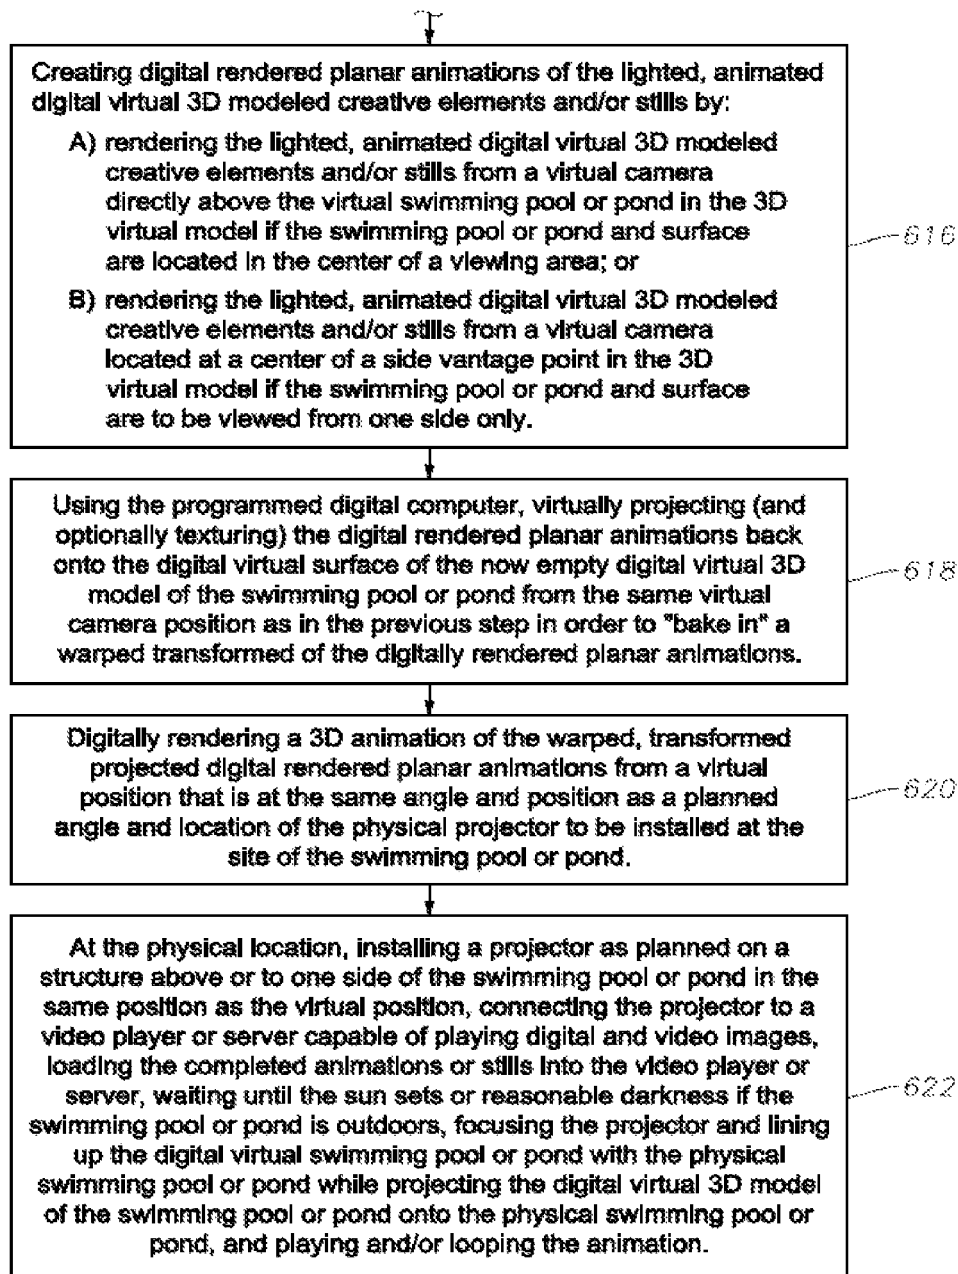 Creating digital rendered planar animations of the lighted, animated
digital virtual 3D modeled creative elements and/or stills by:
A) rendering the lighted, animated digital virtual 3D modeled
creative elements and/or stills from a virtual camera
directly above the virtual swimming pool or pond in the 3D
virtual model if the swimming pool or pond and surface
are located in the center of a viewing area; or
B) rendering the lighted, animated digital virtual 3D modeled
creative elements and/or stills from a virtual camera
located at a center of a side vantage point in the 3D
virtual model if the swimming pool or pond and surface
are to be viewed from one side only.
616
Using the programmed digital computer, virtually projecting (and
optionally texturing) the digital rendered planar animations back
onto the digital virtual surface of the now empty digital virtual 3D
model of the swimming pool or pond from the same virtual
camera position as in the previous step in order to "bake in" a
warped transformed of the digitally rendered planar animations.
618
Digitally rendering a 3D animation of the warped, transformed
projected digital rendered planar animations from a virtual
position that is at the same angle and position as a planned
angle and location of the physical projector to be installed at the
site of the swimming pool or pond.
620
At the physical location, installing a projector as planned on a
structure above or to one side of the swimming pool or pond in the
same position as the virtual position, connecting the projector to a
video player or server capable of playing digital and video images,
loading the completed animations or stills into the video player or
server, waiting until the sun sets or reasonable darkness if the
swimming pool or pond is outdoors, focusing the projector and lining
up the digital virtual swimming pool or pond with the physical
swimming pool or pond while projecting the digital virtual 3D model
of the swimming pool or pond onto the physical swimming pool or
pond, and playing and/or looping the animation.
622